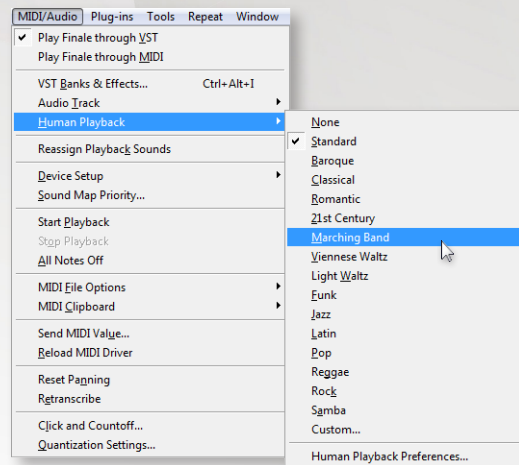 MIDI/Audio Plug-ins Tools Repeat Window
Play Finale through VST
Play Finale through MIDI
VST Banks & Effects... Ctrl+Alt+I
Audio Track
Human Playback
Reassign Playback Sounds
Device Setup
Sound Map Priority...
Start Playback
Stop Playback
All Notes Off
MIDI File Options
MIDI Clipboard
Send MIDI Value...
Reload MIDI Driver
Reset Panning
Retranscribe
Click and Countoff...
Quantization Settings...
None
Standard
Baroque
Classical
Romantic
21st Century
Marching Band
Viennese Waltz
Light Waltz
Funk
Jazz
Latin
Pop
Reggae
Rock
Samba
Custom...
Human Playback Preferences...